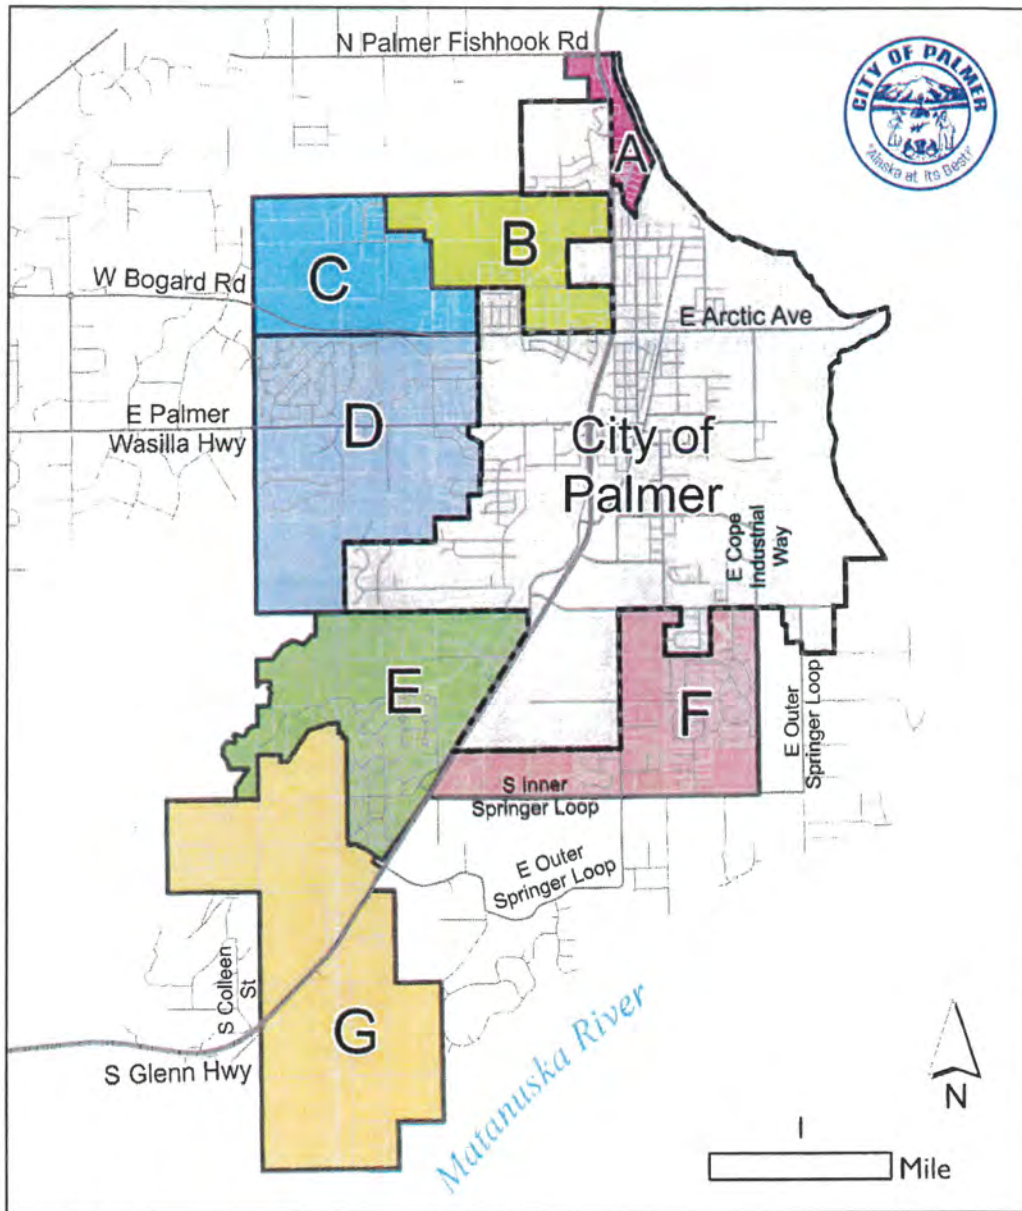 N Palmer Fishhook Rd
CITY OF PALMER
"Alaska at Its Best!"
A
B
C
W Bogard Rd
E Arctic Ave
D
E Palmer
Wasilla Hwy
City of
Palmer
E Cope
Industrial
Way
E
F
E Outer
Springer Loop
S Inner
Springer Loop
E Outer
Springer Loop
S Colleen
St
G
S Glenn Hwy
Matanuska River
N
1
Mile